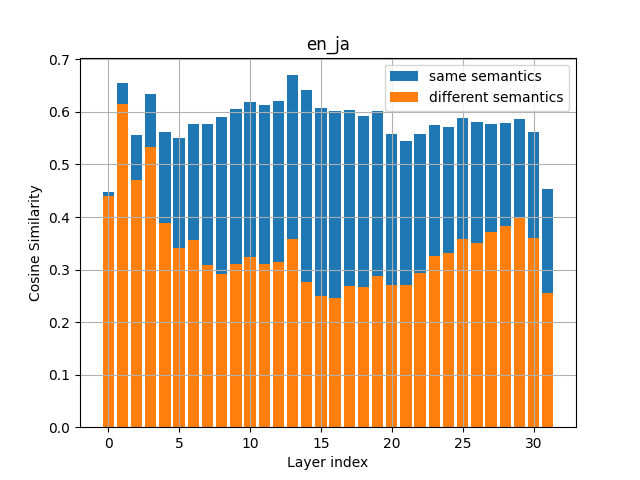 en_ja
same semantics
different semantics
Cosine Similarity
0.7
0.6
0.5
0.4
0.3
0.2
0.1
0.0
0 5 10 15 20 25 30
Layer index